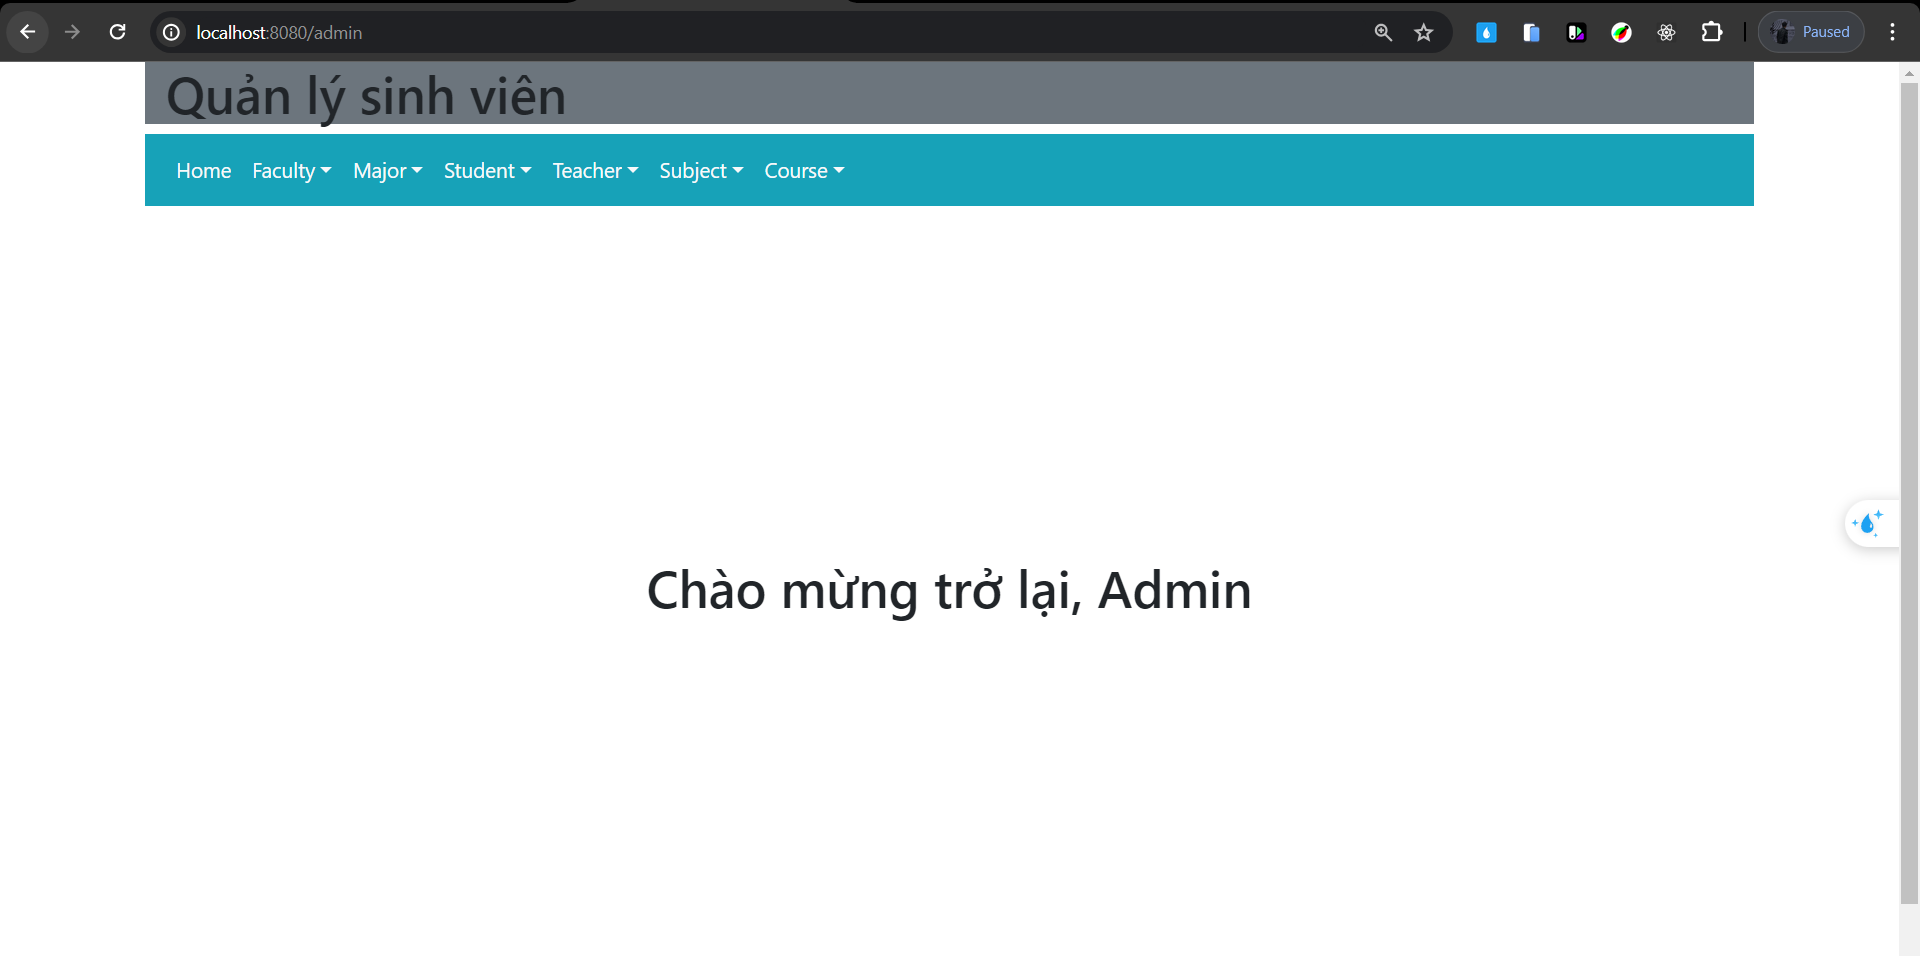 localhost:8080/admin
Paused
Quản lý sinh viên
Home Faculty Major Student Teacher Subject Course
Chào mừng trở lại, Admin